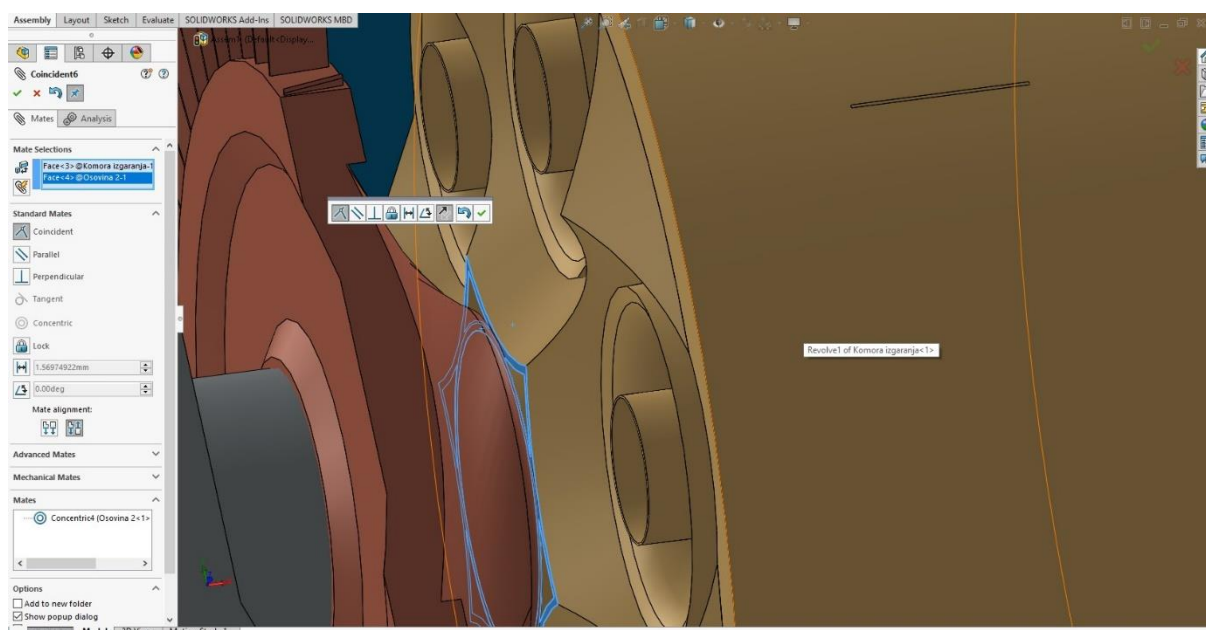 Assembly Layout Sketch Evaluate SOLIDWORKS Add-Ins SOLIDWORKS MBD
Assem1 (Default<Display...
Coincident6
Mates Analysis
Mate Selections
Face<3>@Komora izgaranja-1
Face<4>@Osovina 2-1
Standard Mates
Coincident
Parallel
Perpendicular
Tangent
Concentric
Lock
1.56974922mm
0.00deg
Mate alignment:
Advanced Mates
Mechanical Mates
Mates
Concentric4 (Osovina 2<1>
Options
Add to new folder
Show popup dialog
Revolve1 of Komora izgaranja<1>